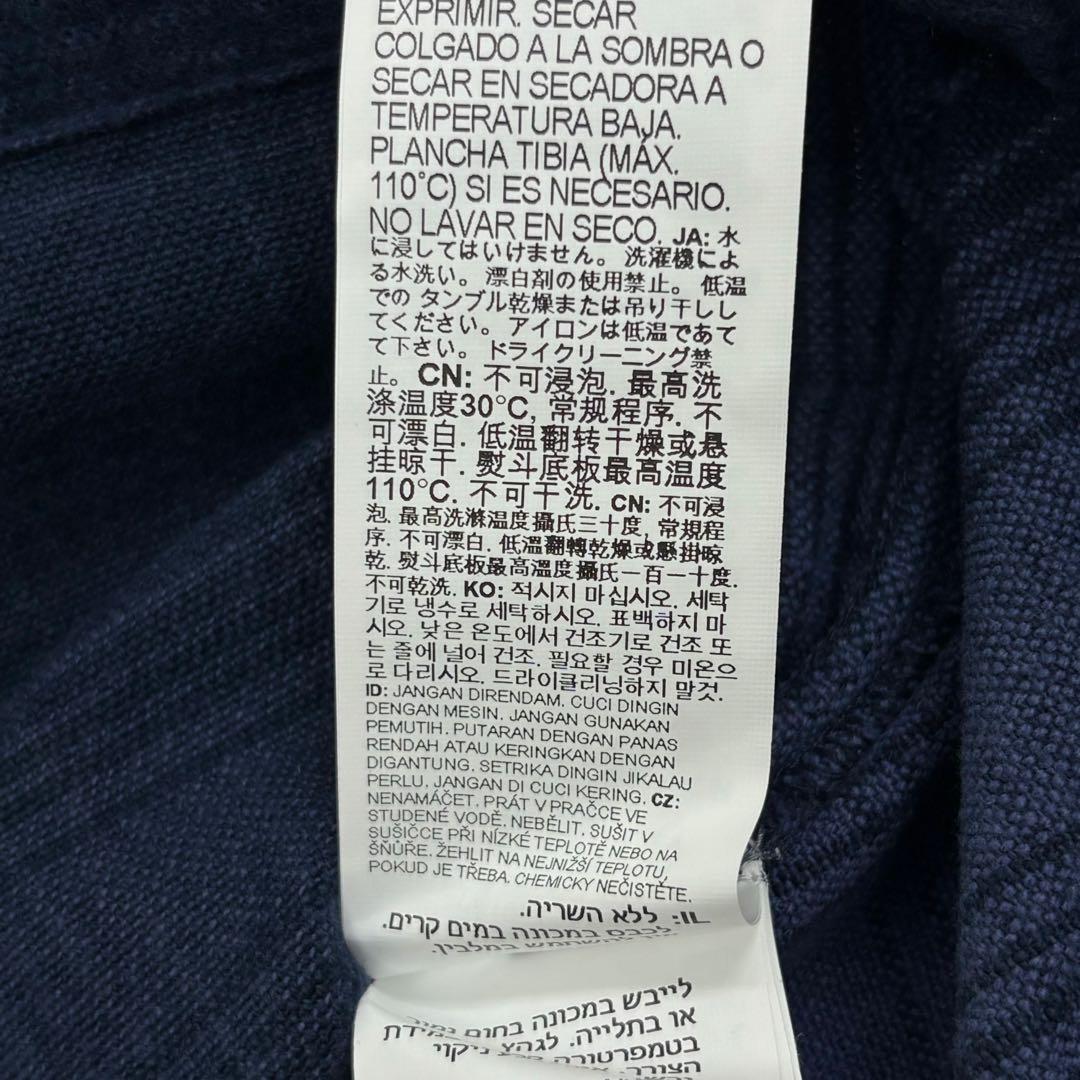 EXPRIMIR. SECAR
COLGADO A LA SOMBRA O
SECAR EN SECADORA A
TEMPERATURA BAJA.
PLANCHA TIBIA (MÁX.
110°C) SI ES NECESARIO.
NO LAVAR EN SECO. JA: 水
に浸してはいけません。洗濯機によ
る水洗い。漂白剤の使用禁止。低温
での タンブル乾燥または吊り干しし
てください。アイロンは低温であて
て下さい。ドライクリーニング禁
止。CN: 不可浸泡. 最高洗
涤温度30°C, 常规程序. 不
可漂白. 低温翻转干燥或悬
挂晾干. 熨斗底板最高温度
110°C. 不可干洗. CN: 不可浸
泡. 最高洗滌温度攝氏三十度, 常規程
序. 不可漂白. 低溫翻轉乾燥或懸掛晾
乾. 熨斗底板最高溫度攝氏一百一十度.
不可乾洗. KO: 적시지 마십시오. 세탁
기로 냉수로 세탁하시오. 표백하지 마
시오. 낮은 온도에서 건조기로 건조 또
는 줄에 널어 건조. 필요할 경우 미온으
로 다리시오. 드라이클리닝하지 말것.
ID: JANGAN DIRENDAM. CUCI DINGIN
DENGAN MESIN. JANGAN GUNAKAN
PEMUTIH. PUTARAN DENGAN PANAS
RENDAH ATAU KERINGKAN DENGAN
DIGANTUNG. SETRIKA DINGIN JIKALAU
PERLU. JANGAN DI CUCI KERING. CZ:
NENAMÁČET. PRÁT V PRAČCE VE
STUDENÉ VODĚ. NEBĚLIT. SUŠIT V
SUŠIČCE PŘI NÍZKÉ TEPLOTĚ NEBO NA
ŠŇŮŘE. ŽEHLIT NA NEJNIŽŠÍ TEPLOTU,
POKUD JE TŘEBA. CHEMICKY NEČISTĚTE.
IL: ללא השריה.
לכבס במכונה במים קרים.
להשתמש במלבין.
לייבש במכונה בחום
או בתלייה. לגהץ במידת
ניקוי